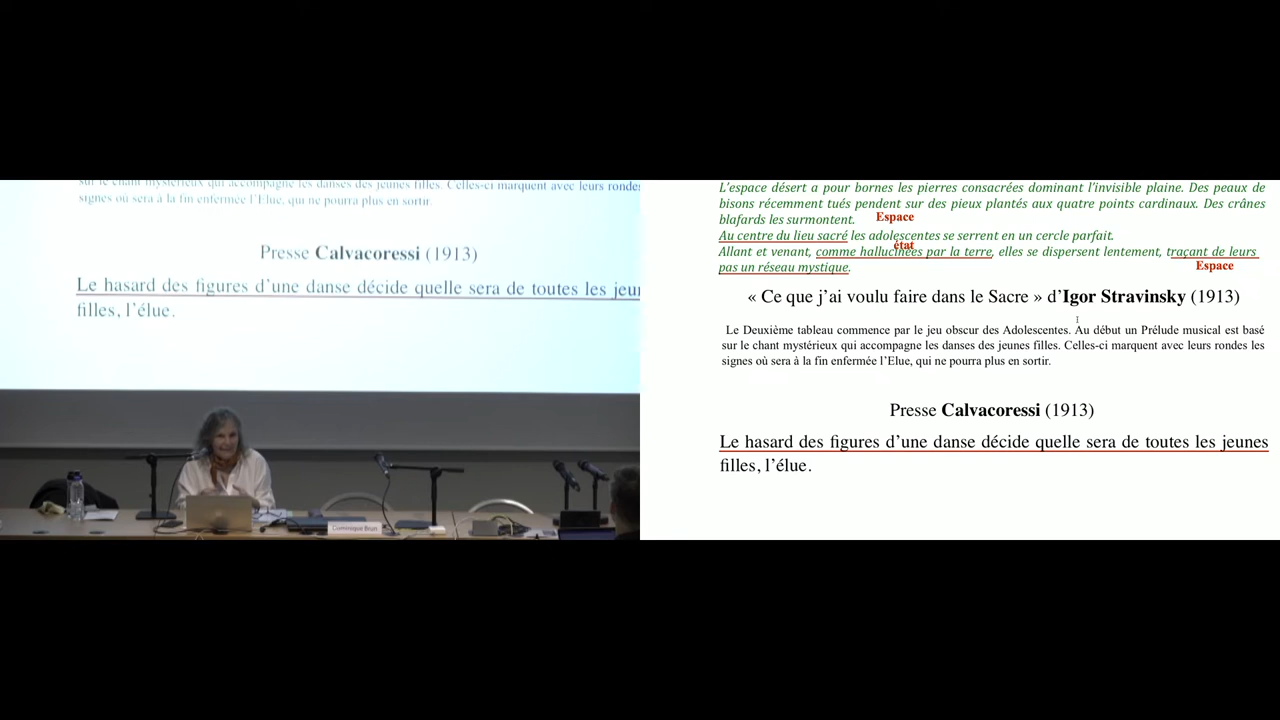 sur le chant mystérieux qui accompagne les danses des jeunes filles. Celles-ci marquent avec leurs rondes
signes où sera à la fin enfermée l'Elue, qui ne pourra plus en sortir.
Presse Calvacoressi (1913)
Le hasard des figures d'une danse décide quelle sera de toutes les jeun
filles, l'élue.
Dominique Brun
L'espace désert a pour bornes les pierres consacrées dominant l'invisible plaine. Des peaux de
bisons récemment tués pendent sur des pieux plantés aux quatre points cardinaux. Des crânes
blafards les surmontent.
Espace
Au centre du lieu sacré les adolescentes se serrent en un cercle parfait.
état
Allant et venant, comme hallucinées par la terre, elles se dispersent lentement, traçant de leurs
pas un réseau mystique.
Espace
« Ce que j'ai voulu faire dans le Sacre » d'Igor Stravinsky (1913)
Le Deuxième tableau commence par le jeu obscur des Adolescentes. Au début un Prélude musical est basé
sur le chant mystérieux qui accompagne les danses des jeunes filles. Celles-ci marquent avec leurs rondes les
signes où sera à la fin enfermée l'Elue, qui ne pourra plus en sortir.
Presse Calvacoressi (1913)
Le hasard des figures d'une danse décide quelle sera de toutes les jeunes
filles, l'élue.